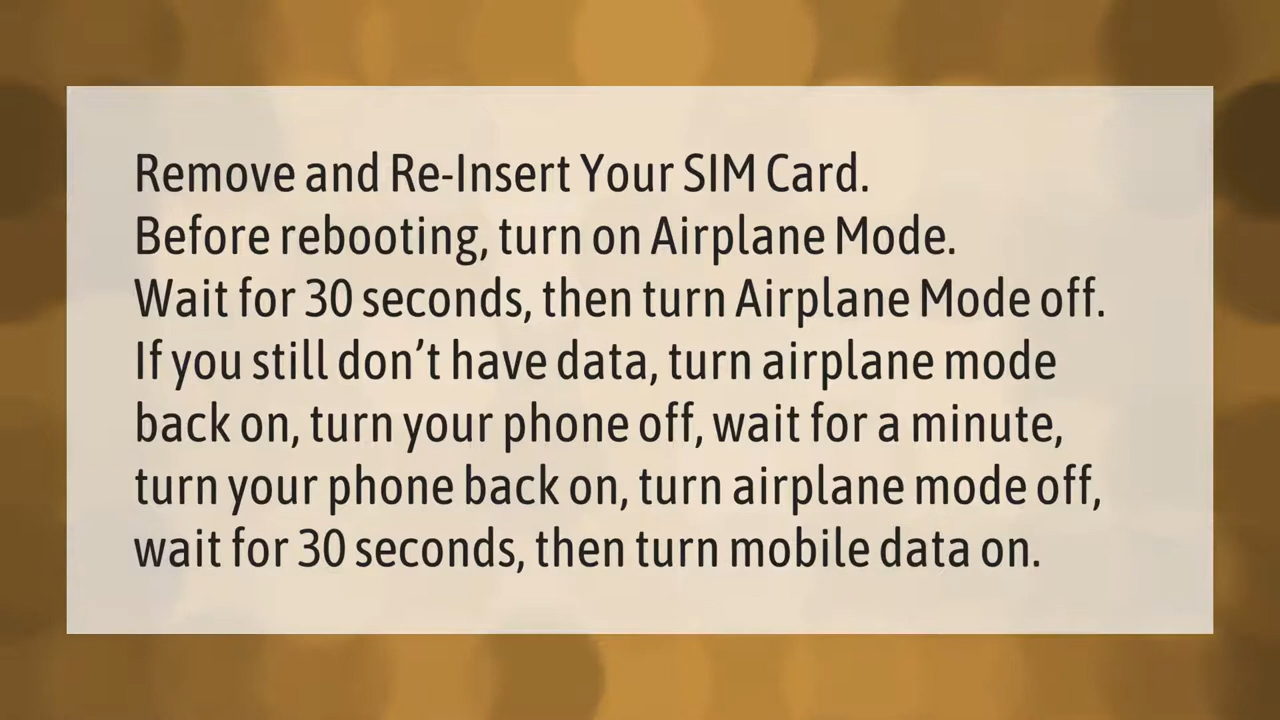 Remove and Re-Insert Your SIM Card.
Before rebooting, turn on Airplane Mode.
Wait for 30 seconds, then turn Airplane Mode off.
If you still don’t have data, turn airplane mode
back on, turn your phone off, wait for a minute,
turn your phone back on, turn airplane mode off,
wait for 30 seconds, then turn mobile data on.